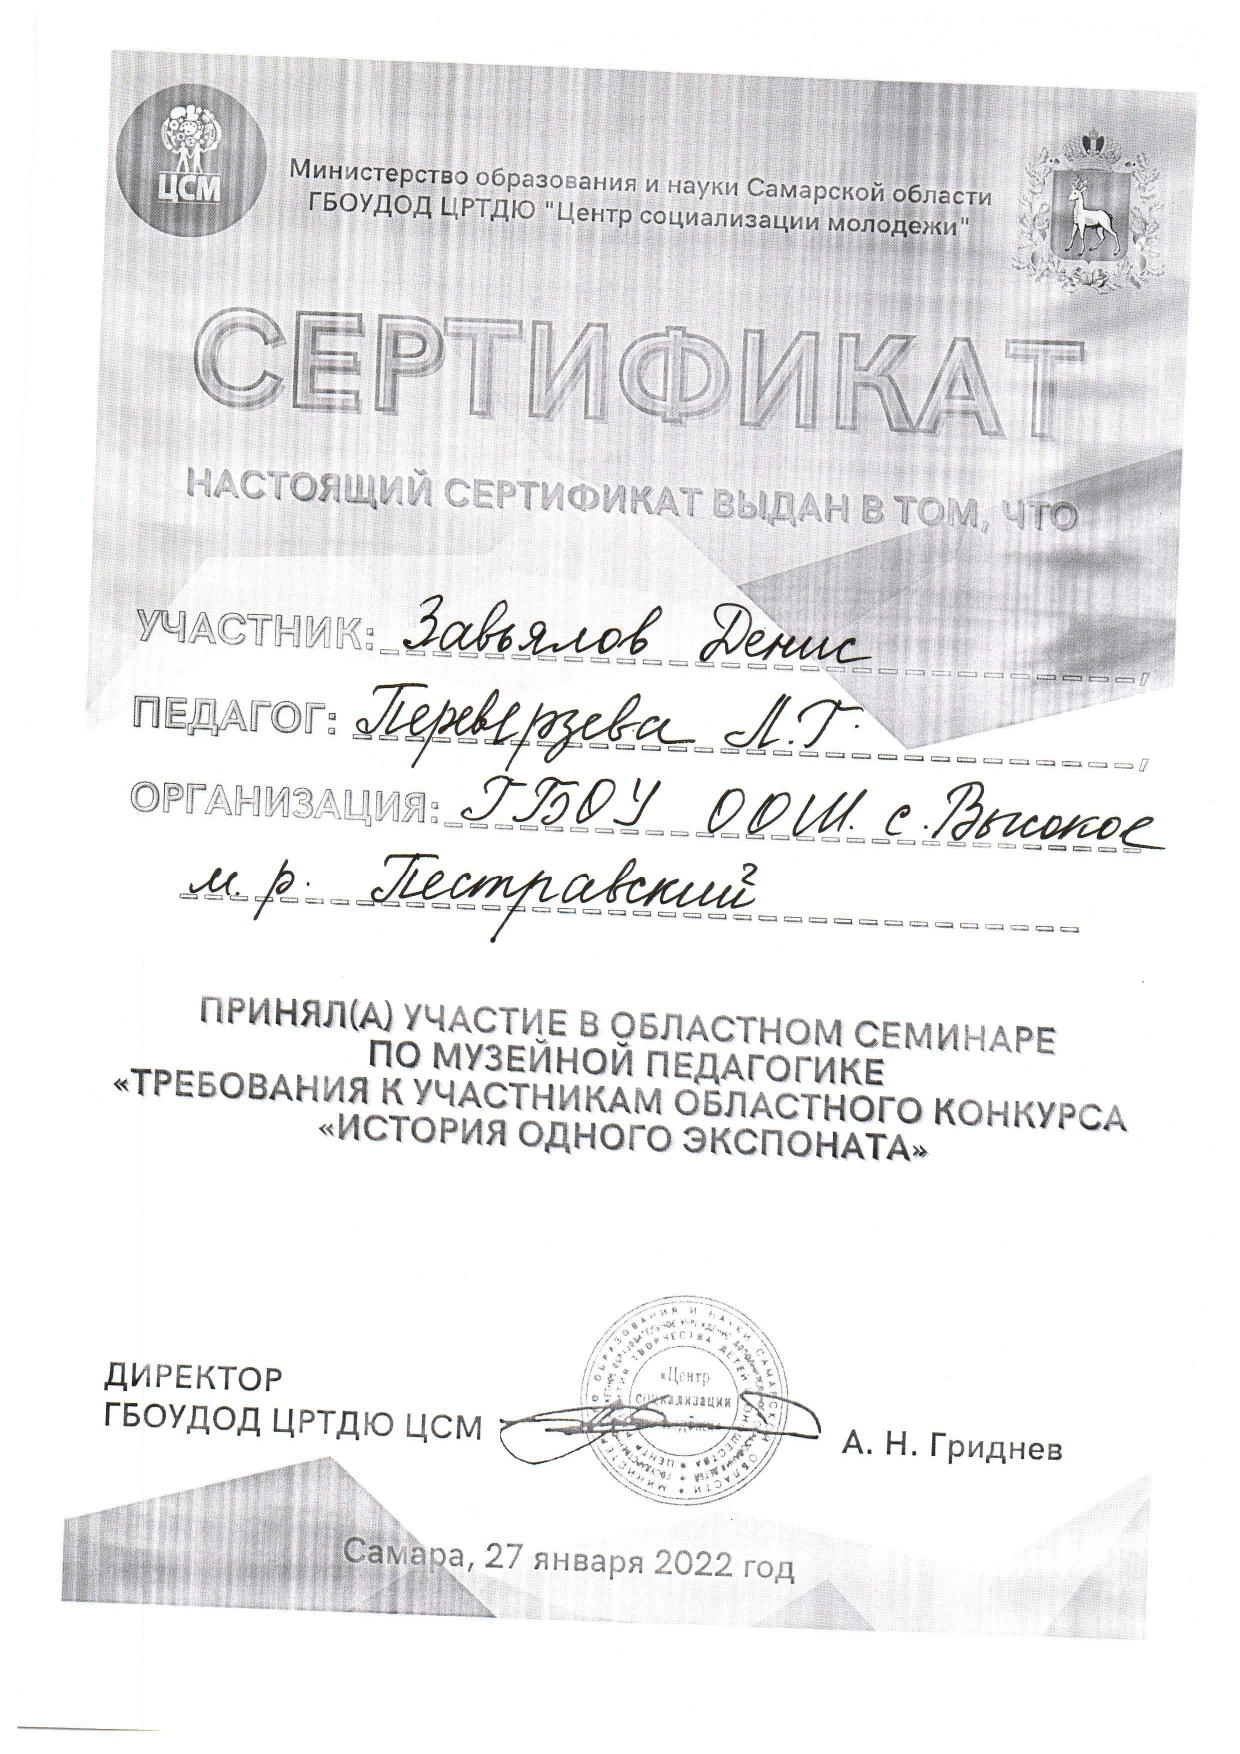 ЦСМ
Министерство образования и науки Самарской области
ГБОУДОД ЦРТДЮ "Центр социализации молодежи"
СЕРТИФИКАТ
НАСТОЯЩИЙ СЕРТИФИКАТ ВЫДАН В ТОМ, ЧТО
УЧАСТНИК: Завьялов Денис,
ПЕДАГОГ: Переверзева Л.Г.,
ОРГАНИЗАЦИЯ: ГБОУ ООШ. с. Высокое
м. р. Пестравский
ПРИНЯЛ(А) УЧАСТИЕ В ОБЛАСТНОМ СЕМИНАРЕ
ПО МУЗЕЙНОЙ ПЕДАГОГИКЕ
«ТРЕБОВАНИЯ К УЧАСТНИКАМ ОБЛАСТНОГО КОНКУРСА
«ИСТОРИЯ ОДНОГО ЭКСПОНАТА»
«Центр
социализации
ДИРЕКТОР
ГБОУДОД ЦРТДЮ ЦСМ
А. Н. Гриднев
Самара, 27 января 2022 год